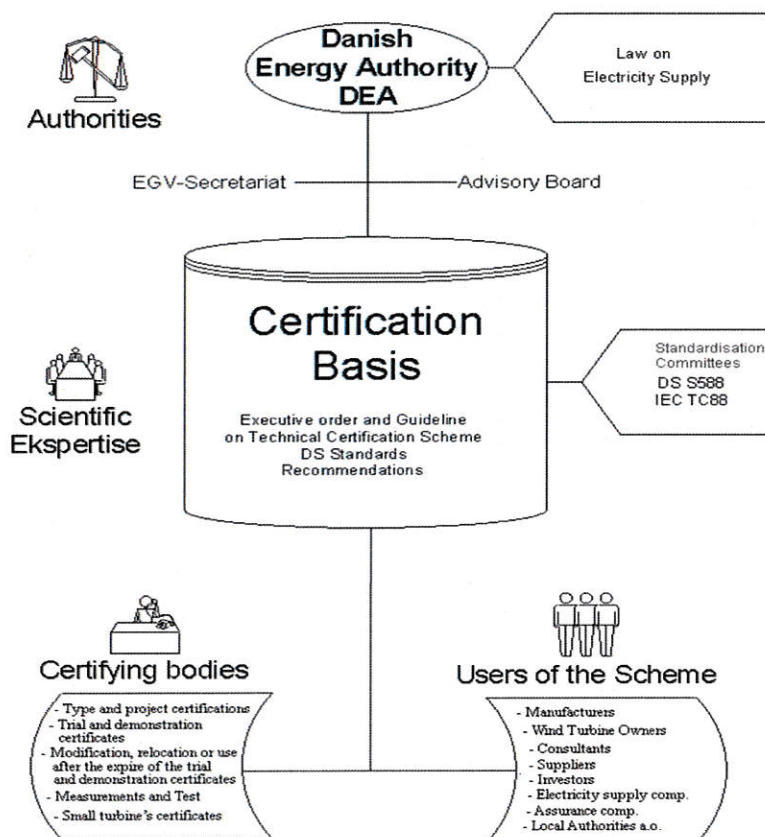 Danish
Energy Authority
DEA
Law on
Electricity Supply
Authorities
EGV-Secretariat
Advisory Board
Certification
Basis
Executive order and Guideline
on Technical Certification Scheme
DS Standards
Recommendations
Standardisation
Committees
DS S588
IEC TC88
Scientific
Ekspertise
Certifying bodies
- Type and project certifications
- Trial and demonstration
certificates
- Modification, relocation or use
after the expire of the trial
and demonstration certificates
- Measurements and Test
- Small turbine's certificates
Users of the Scheme
- Manufacturers
- Wind Turbine Owners
- Consultants
- Suppliers
- Investors
- Electricity supply comp.
- Assurance comp.
- Local Authorities a.o.